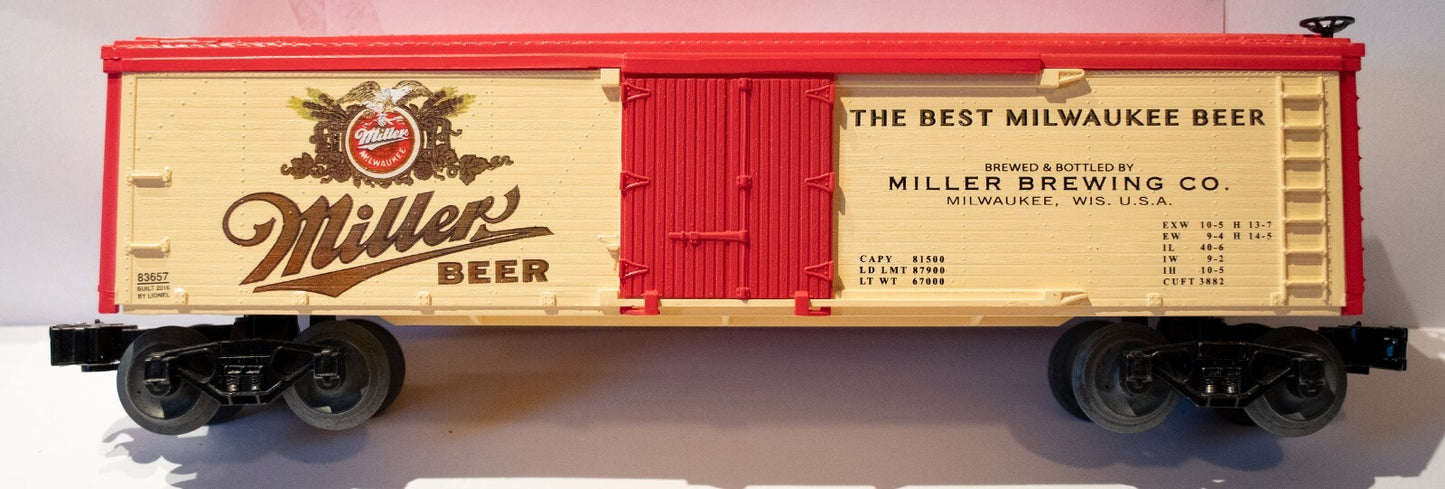 Miller
MILWAUKEE
Miller
BEER
83657
BUILT 2016
BY LIONEL
THE BEST MILWAUKEE BEER
BREWED & BOTTLED BY
MILLER BREWING CO.
MILWAUKEE, WIS. U.S.A.
CAPY 81500
LD LMT 87900
LT WT 67000
EXW 10-5 H 13-7
EW 9-4 H 14-5
IL 40-6
IW 9-2
IH 10-5
CUFT 3882